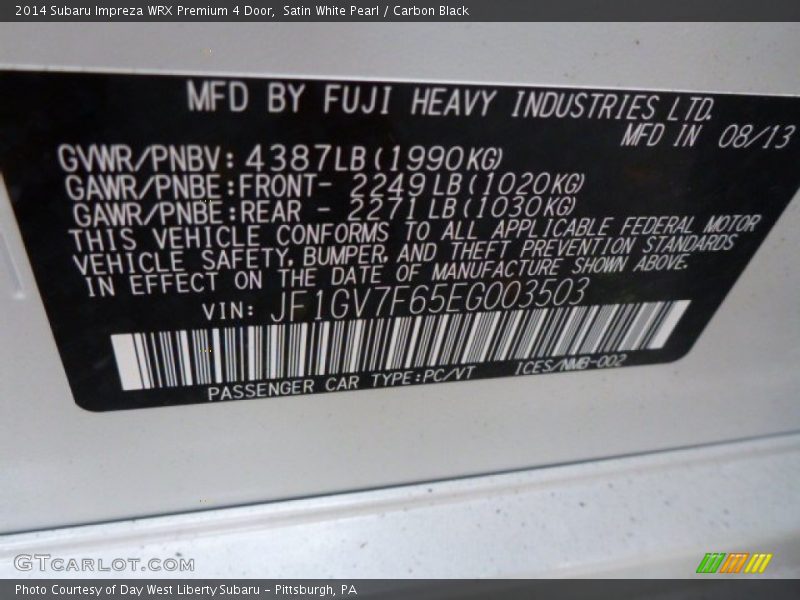 2014 Subaru Impreza WRX Premium 4 Door,  Satin White Pearl / Carbon Black
MFD BY FUJI HEAVY INDUSTRIES LTD.
MFD IN 08/13
GVWR/PNBV: 4387LB(1990KG)
GAWR/PNBE:FRONT- 2249LB(1020KG)
GAWR/PNBE:REAR - 2271LB(1030KG)
THIS VEHICLE CONFORMS TO ALL APPLICABLE FEDERAL MOTOR
VEHICLE SAFETY, BUMPER, AND THEFT PREVENTION STANDARDS
IN EFFECT ON THE DATE OF MANUFACTURE SHOWN ABOVE.
VIN: JF1GV7F65EG003503
PASSENGER CAR TYPE:PC/VT ICES/NMB-002
GTCARLOT.COM
Photo Courtesy of Day West Liberty Subaru - Pittsburgh, PA